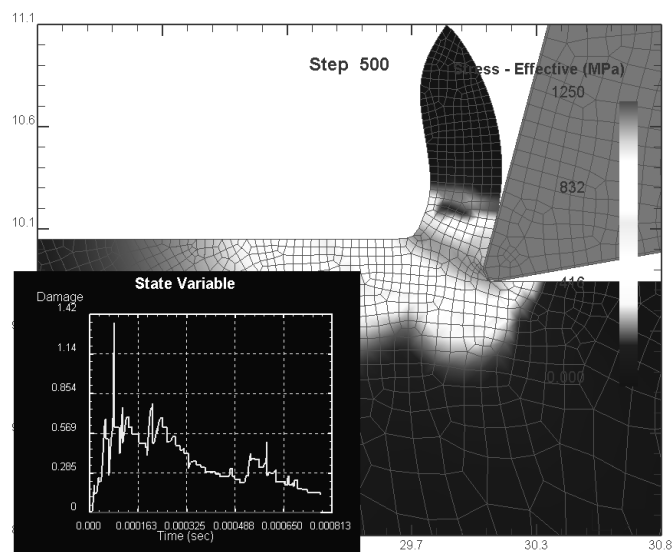 11.1
Step 500
Stress - Effective (MPa)
1250
10.6
832
10.1
416
0.000
State Variable
Damage
1.42
1.14
0.854
0.569
0.285
0
0.000 0.000163 0.000325 0.000488 0.000650 0.000813
Time (sec)
29.7 30.3 30.8